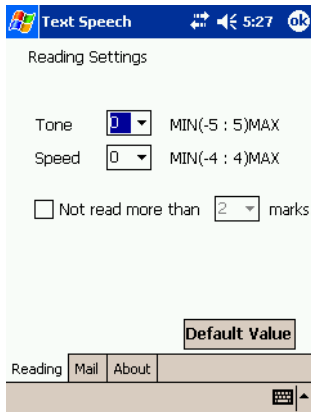 Text Speech 5:27 ok
Reading Settings
Tone 0 MIN(-5 : 5)MAX
Speed 0 MIN(-4 : 4)MAX
Not read more than 2 marks
Default Value
Reading Mail About